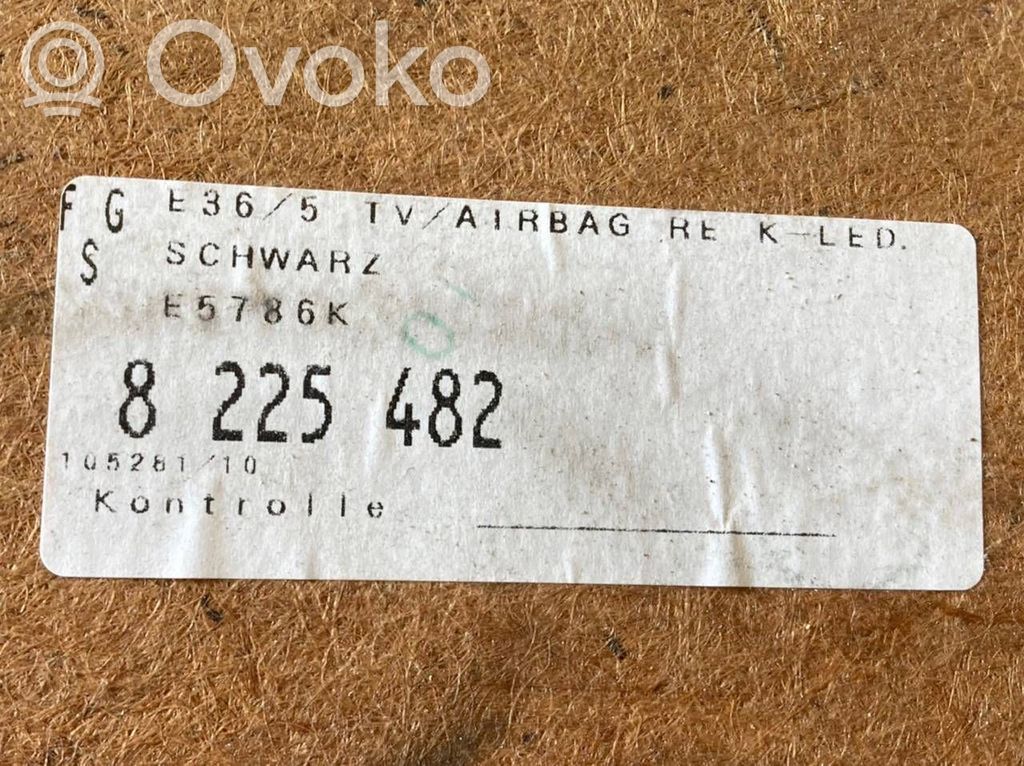 Ovoko
F G E36/5 TV/AIRBAG RE K-LED.
S SCHWARZ
E5786K
8 225 482
105281/10
Kontrolle